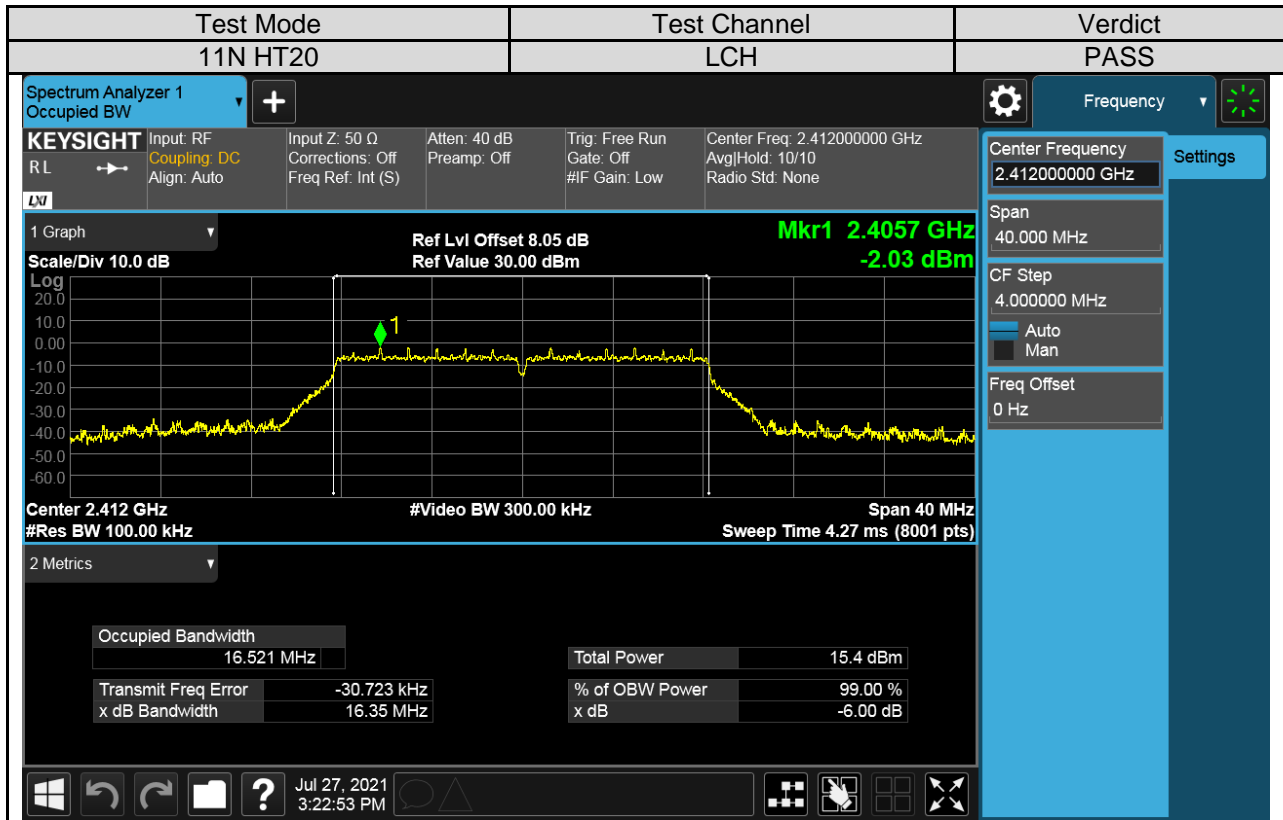 Test Mode Test Channel Verdict
11N HT20 LCH PASS
Spectrum Analyzer 1
Occupied BW
+
Frequency
KEYSIGHT Input: RF Input Z: 50 Ω Atten: 40 dB Trig: Free Run Center Freq: 2.412000000 GHz
RL Coupling: DC Corrections: Off Preamp: Off Gate: Off Avg|Hold: 10/10
Align: Auto Freq Ref: Int (S) #IF Gain: Low Radio Std: None
LXI
Center Frequency
2.412000000 GHz
Settings
Span
40.000 MHz
CF Step
4.000000 MHz
Auto
Man
Freq Offset
0 Hz
1 Graph
Ref Lvl Offset 8.05 dB
Mkr1 2.4057 GHz
Scale/Div 10.0 dB Ref Value 30.00 dBm -2.03 dBm
Log
20.0
10.0
1
0.00
-10.0
-20.0
-30.0
-40.0
-50.0
-60.0
Center 2.412 GHz #Video BW 300.00 kHz Span 40 MHz
#Res BW 100.00 kHz Sweep Time 4.27 ms (8001 pts)
2 Metrics
Occupied Bandwidth
16.521 MHz Total Power 15.4 dBm
Transmit Freq Error -30.723 kHz % of OBW Power 99.00 %
x dB Bandwidth 16.35 MHz x dB -6.00 dB
? Jul 27, 2021
3:22:53 PM